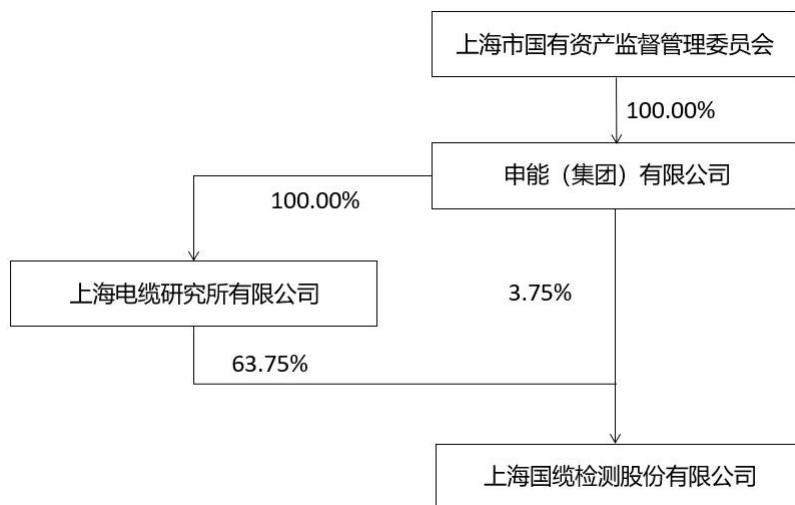 上海市国有资产监督管理委员会
100.00%
申能（集团）有限公司
100.00%
上海电缆研究所有限公司
3.75%
63.75%
上海国缆检测股份有限公司